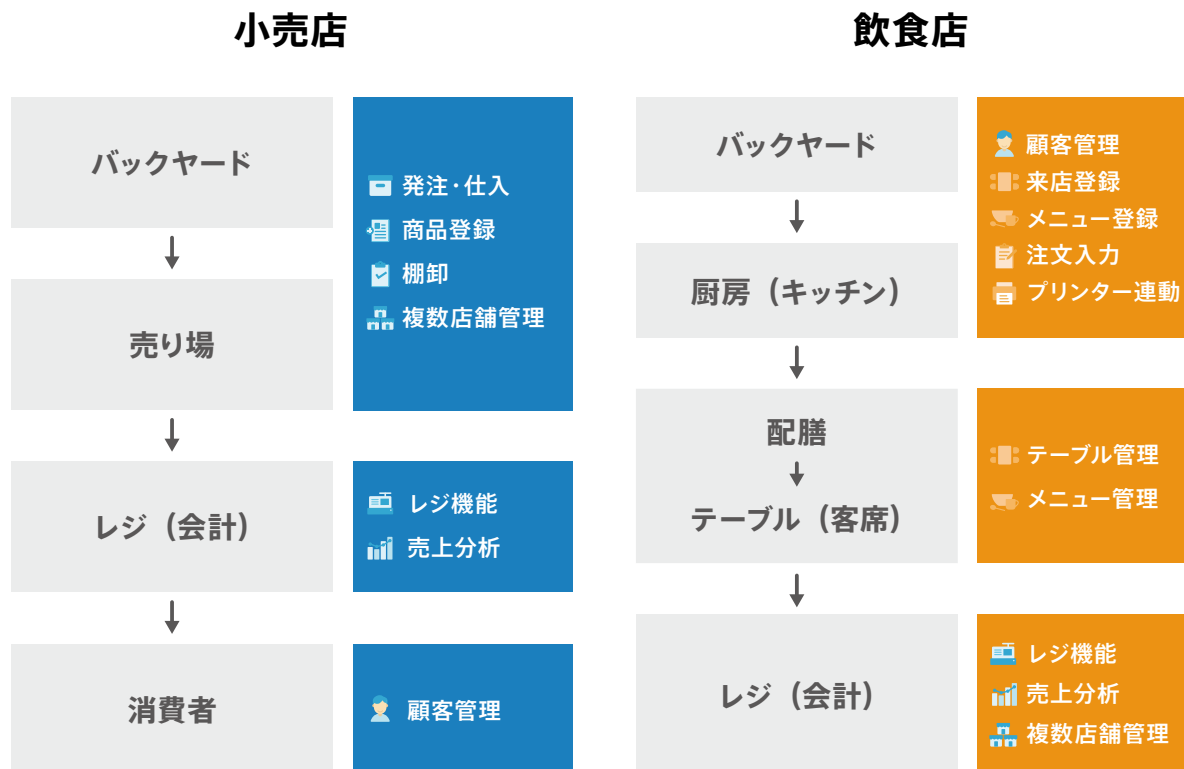 小売店
バックヤード
発注・仕入
商品登録
棚卸
複数店舗管理
売り場
レジ（会計）
レジ機能
売上分析
消費者
顧客管理
飲食店
バックヤード
顧客管理
来店登録
メニュー登録
注文入力
プリンター連動
厨房（キッチン）
配膳
テーブル（客席）
テーブル管理
メニュー管理
レジ（会計）
レジ機能
売上分析
複数店舗管理